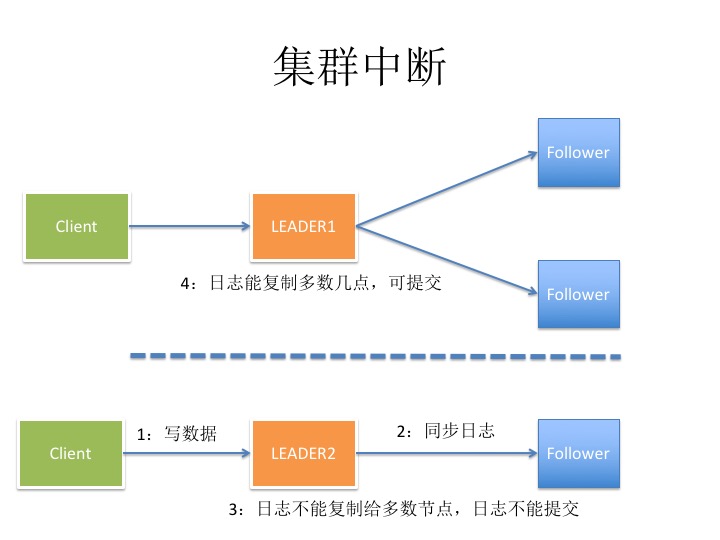 集群中断
Follower
Client
LEADER1
4：日志能复制多数几点，可提交
Follower
1：写数据
2：同步日志
Client
LEADER2
Follower
3：日志不能复制给多数节点，日志不能提交